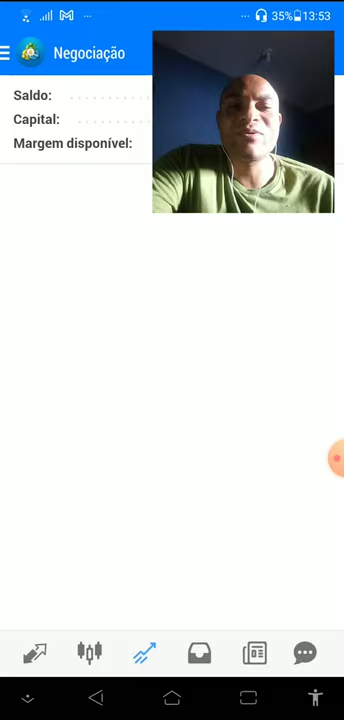 35% 13:53
Negociação
Saldo:
Capital:
Margem disponível: